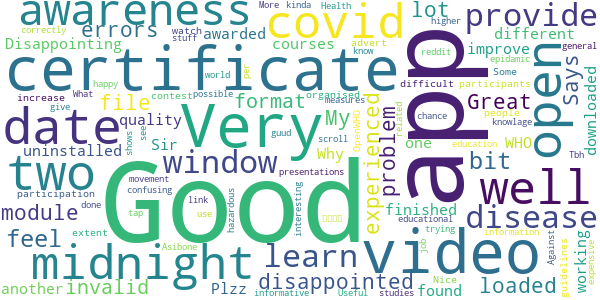 awareness
covid
app
provide
More kinda Health
watch stuff
advert know
lot
higher
correctly
errors
awarded
Disappointing
courses
reddit
epidemic
improve
different
certificate
open
Says
downloaded
happy
world
per
Some
general
What
contest
possible
difficult
participants
increase
file
format
organised
measures
Great
chance
people
knowlage
date
Very
My
experienced
problem
related
give
quality
shows
see
guud
OpenWHO
Sir
Why
scroll
one
WHO
education
Tbh
uninstalled
window
presentations
bit
two
Good
well
movement
link
hazardous
participation
done
confusing
use
interesting
finished
educational
disease
module
tap
extent
trying
feel
midnight
learn
video
job
information
Against
guidelines
working
expensive
Asibone
Nice
another
invalid
Plzz
disappointed
found
loaded
informative
Useful
studies